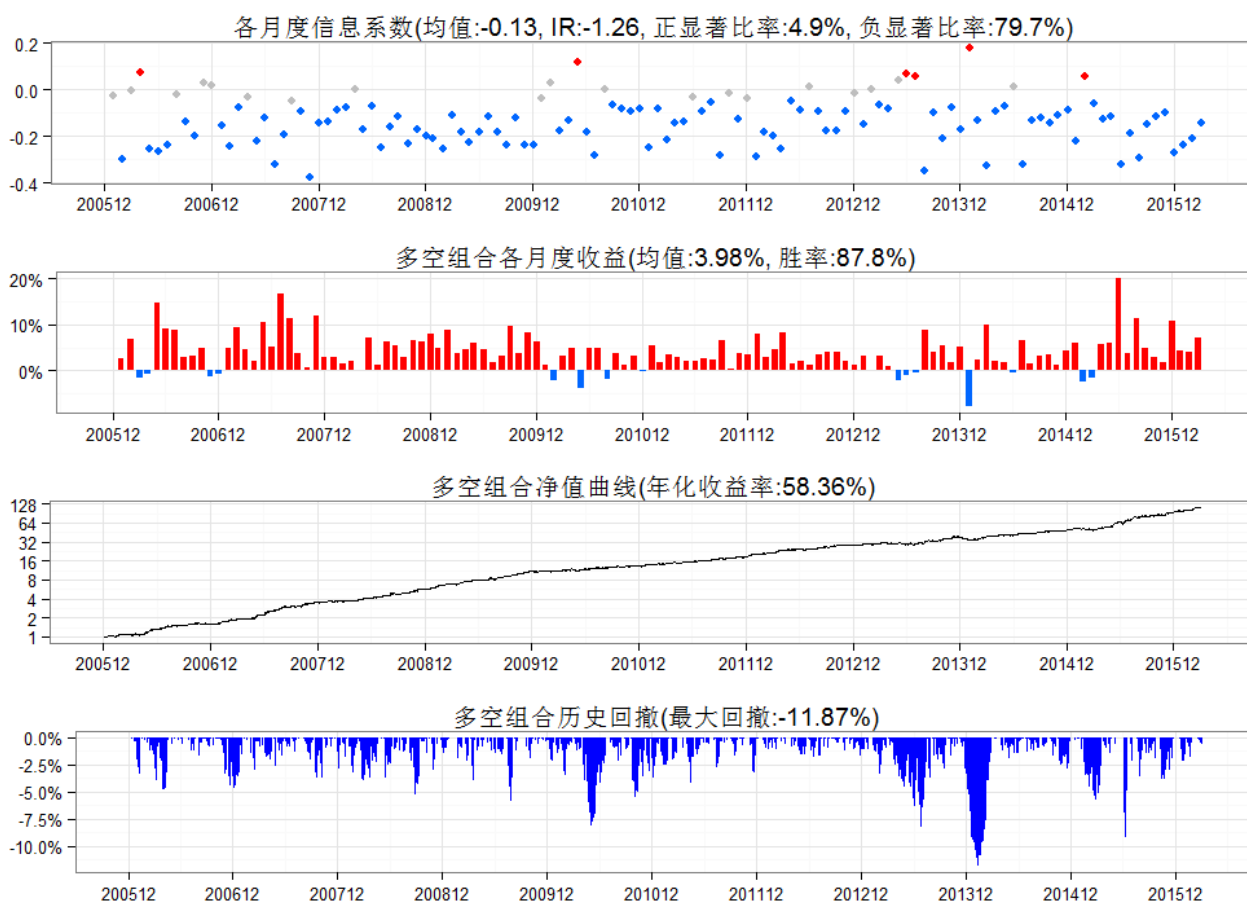 各月度信息系数(均值:-0.13, IR:-1.26, 正显著比率:4.9%, 负显著比率:79.7%)
0.2
0.0
-0.2
-0.4
200512 200612 200712 200812 200912 201012 201112 201212 201312 201412 201512
多空组合各月度收益(均值:3.98%, 胜率:87.8%)
20%
10%
0%
200512 200612 200712 200812 200912 201012 201112 201212 201312 201412 201512
多空组合净值曲线(年化收益率:58.36%)
128
64
32
16
8
4
2
1
200512 200612 200712 200812 200912 201012 201112 201212 201312 201412 201512
多空组合历史回撤(最大回撤:-11.87%)
0.0%
-2.5%
-5.0%
-7.5%
-10.0%
200512 200612 200712 200812 200912 201012 201112 201212 201312 201412 201512